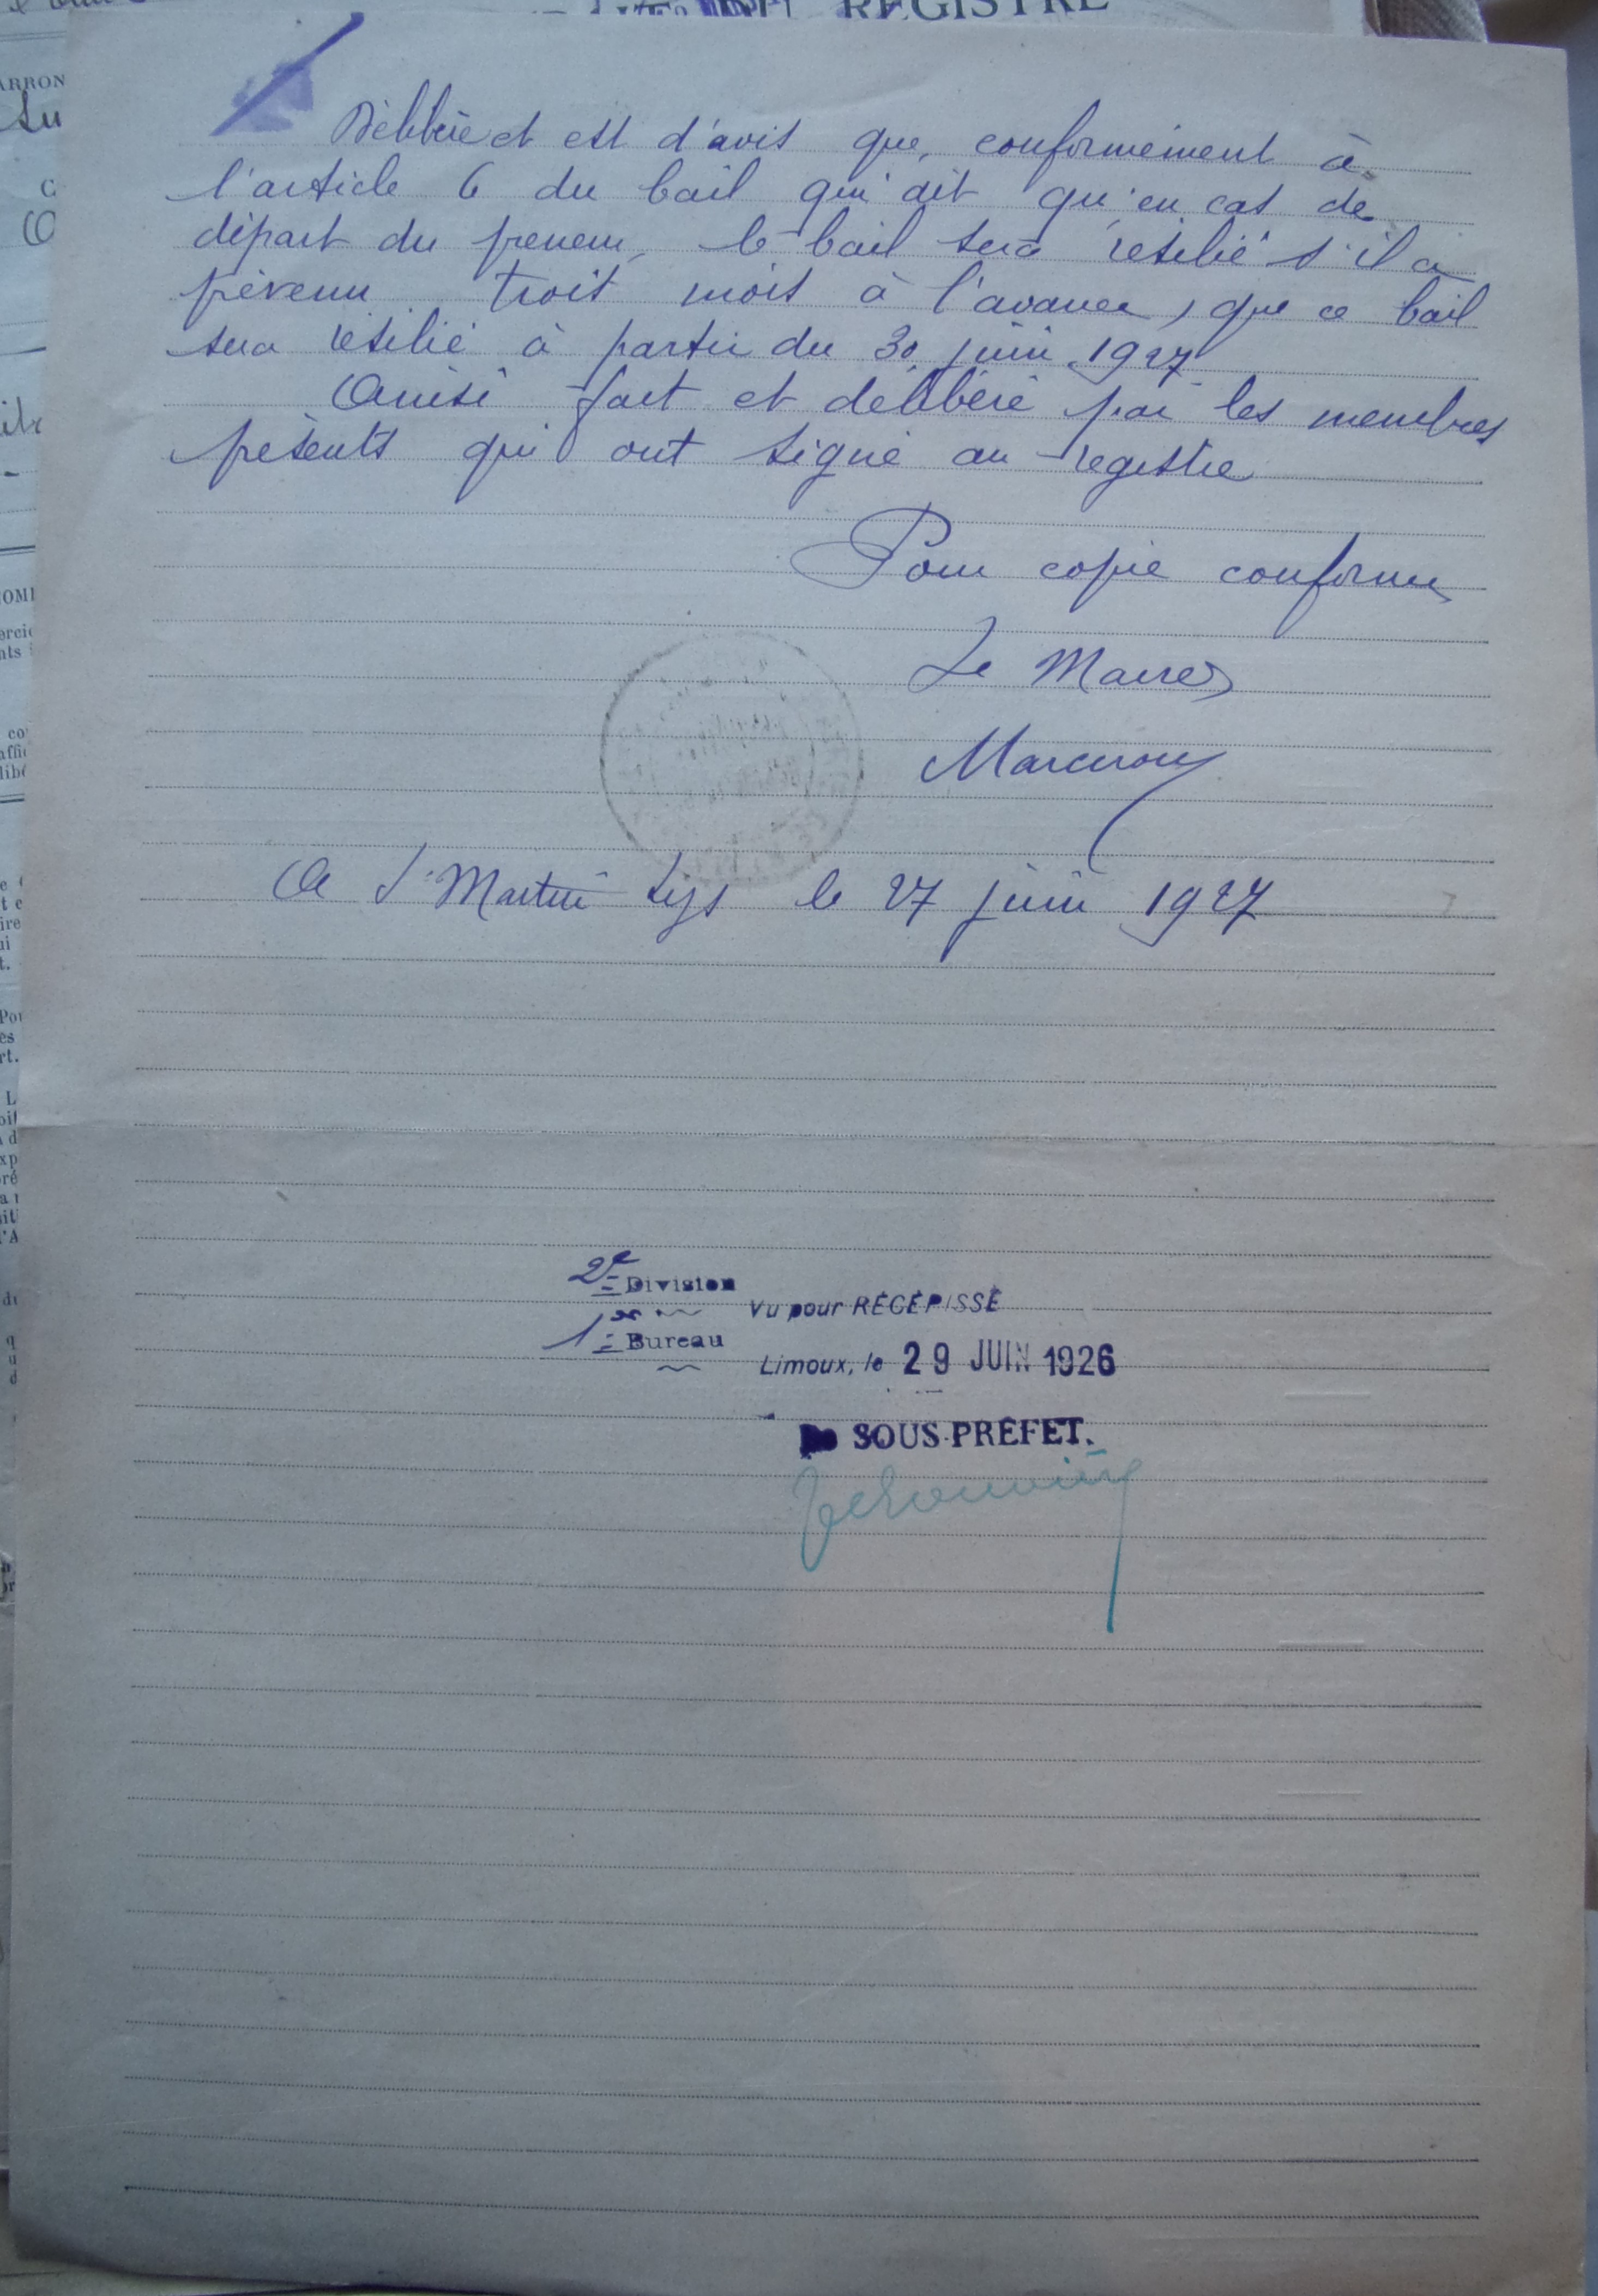 REGISTRE
Délibère et est d'avis que, conformément à
l'article 6 du bail qui dit qu'en cas de
départ du preneur, le bail sera résilié s'il a
prévenu trois mois à l'avance, que ce bail
sera résilié à partir du 30 juin 1927
Ainsi fait et délibéré par les membres
présents qui ont signé au registre
Pour copie conforme
Le Maire
A St Martin Lys le 27 juin 1927
2e Division
Vu pour RÉCÉPISSÉ
1er Bureau
Limoux, le 29 JUIN 1926
SOUS-PRÉFET.